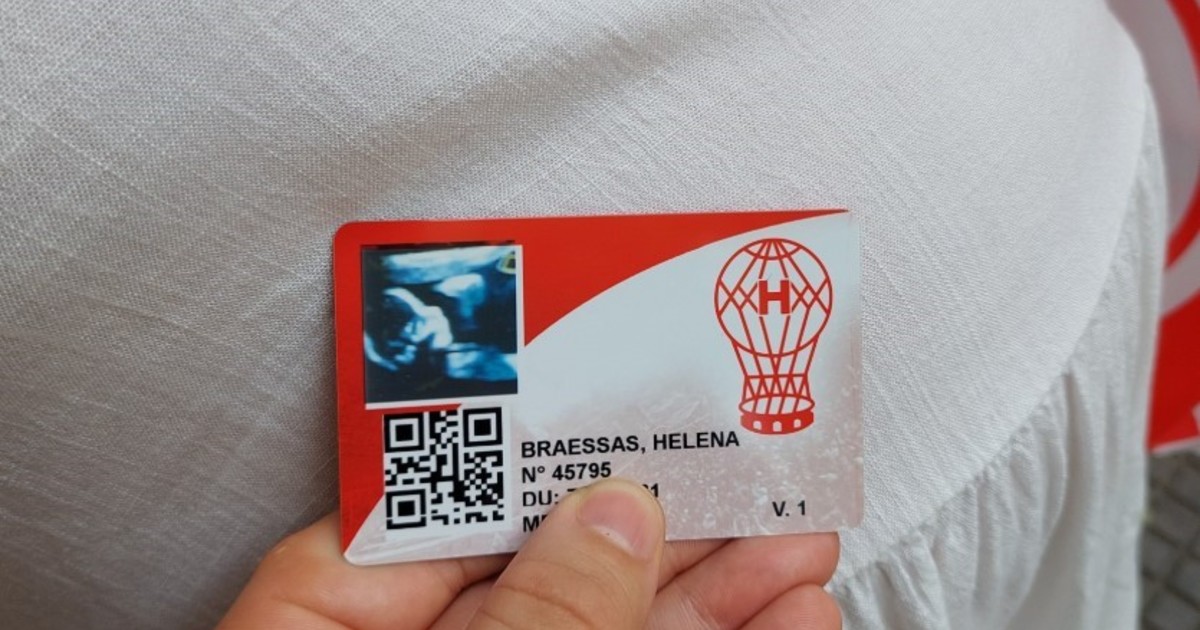 H
BRAESSAS, HELENA
N° 45795
DU:
V. 1